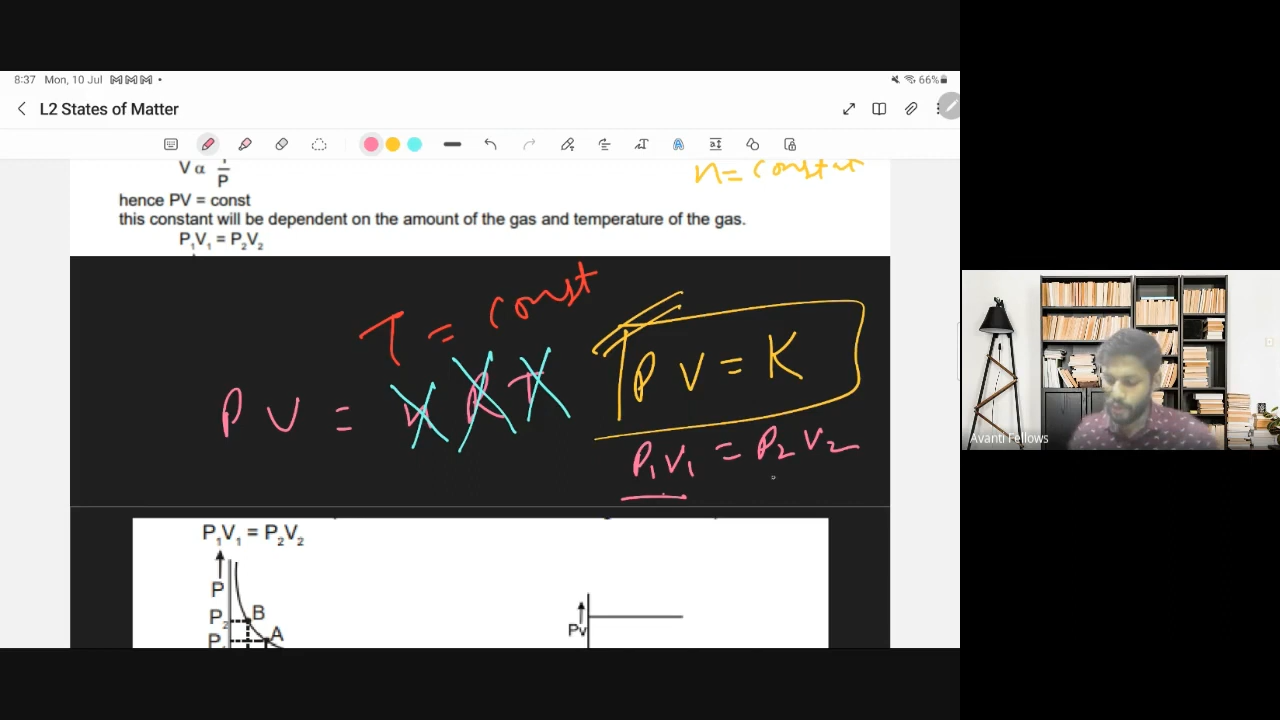 8:37 Mon, 10 Jul
66%
L2 States of Matter
V α 1/P
n = constant
hence PV = const
this constant will be dependent on the amount of the gas and temperature of the gas.
P₁V₁ = P₂V₂
T = const
PV = K
PV = nRT
P₁V₁ = P₂V₂
Avanti Fellows
P₁V₁ = P₂V₂
P
P₂ B
P A
Pv